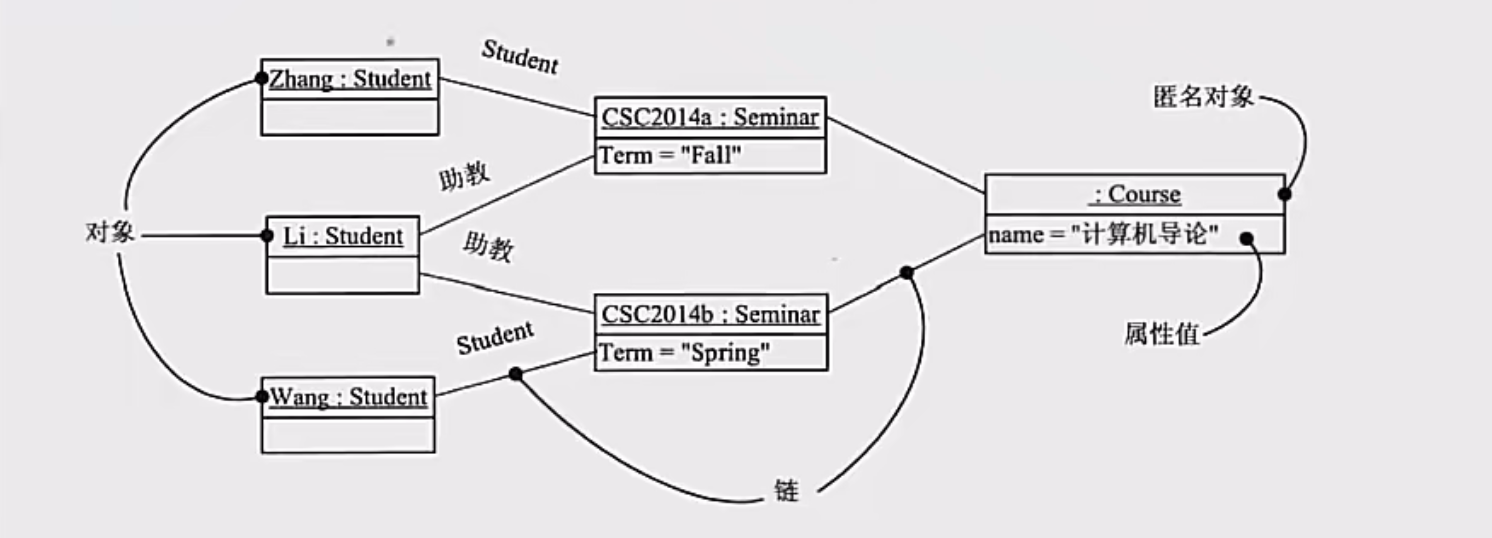 Student
Zhang : Student
匿名对象
CSC2014a : Seminar
Term = "Fall"
助教
: Course
对象
Li : Student
name = "计算机导论"
助教
CSC2014b : Seminar
属性值
Student
Term = "Spring"
Wang : Student
链